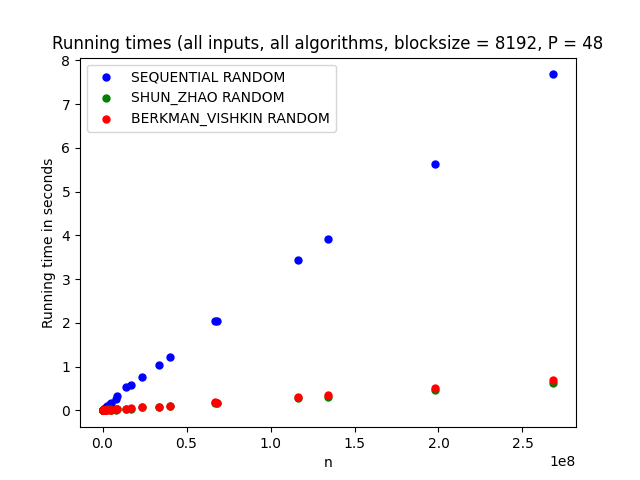 Running times (all inputs, all algorithms, blocksize = 8192, P = 48
8
7
6
5
4
3
2
1
0
Running time in seconds
SEQUENTIAL RANDOM
SHUN_ZHAO RANDOM
BERKMAN_VISHKIN RANDOM
0.0 0.5 1.0 1.5 2.0 2.5
1e8
n